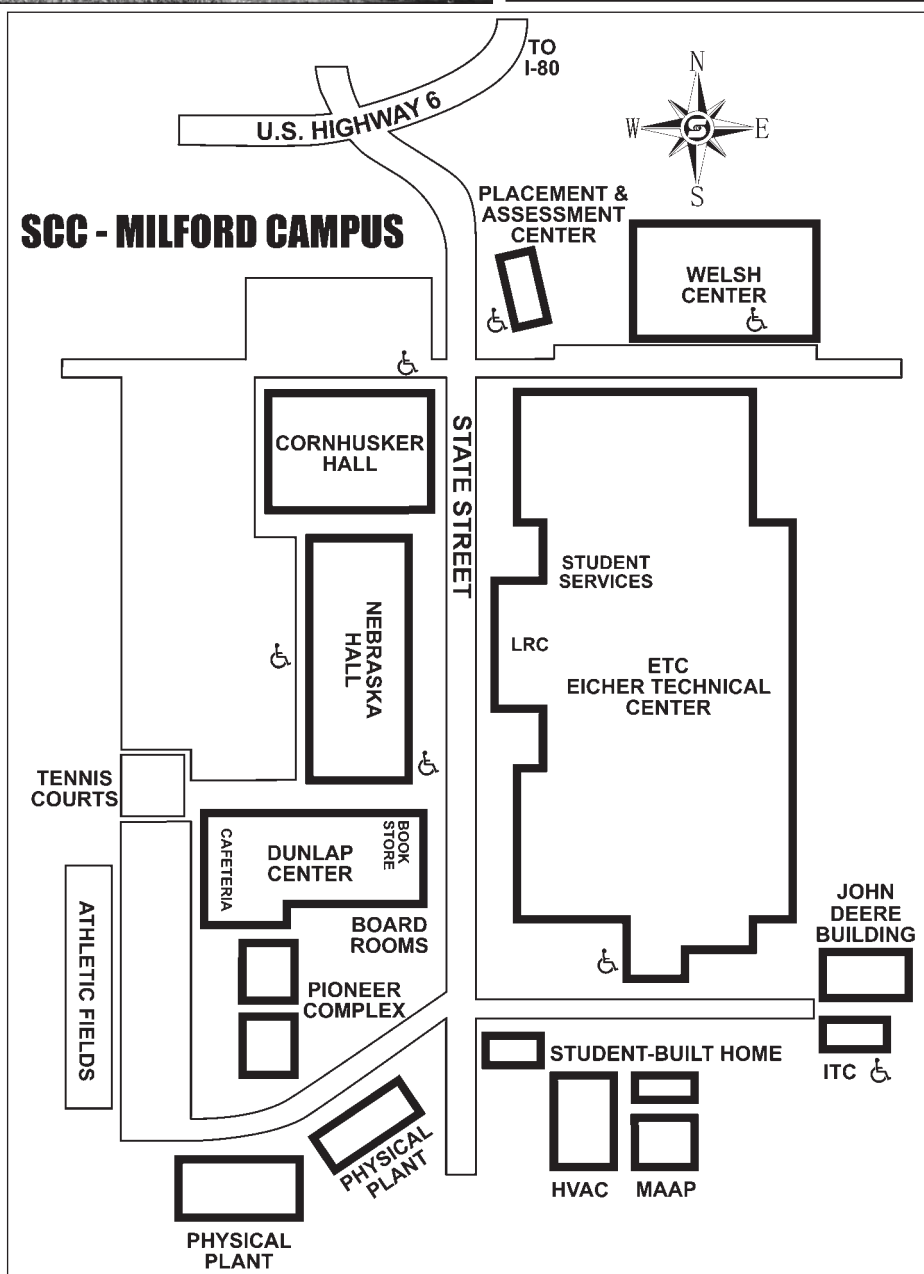 TO
I-80
U.S. HIGHWAY 6
N
W
E
S
SCC - MILFORD CAMPUS
PLACEMENT &
ASSESSMENT
CENTER
WELSH
CENTER
CORNHUSKER
HALL
STATE STREET
STUDENT
SERVICES
NEBRASKA
HALL
LRC
ETC
EICHER TECHNICAL
CENTER
TENNIS
COURTS
CAFETERIA
DUNLAP
CENTER
BOOK
STORE
BOARD
ROOMS
JOHN
DEERE
BUILDING
ATHLETIC FIELDS
PIONEER
COMPLEX
STUDENT-BUILT HOME
ITC
PHYSICAL
PLANT
HVAC
MAAP
PHYSICAL
PLANT